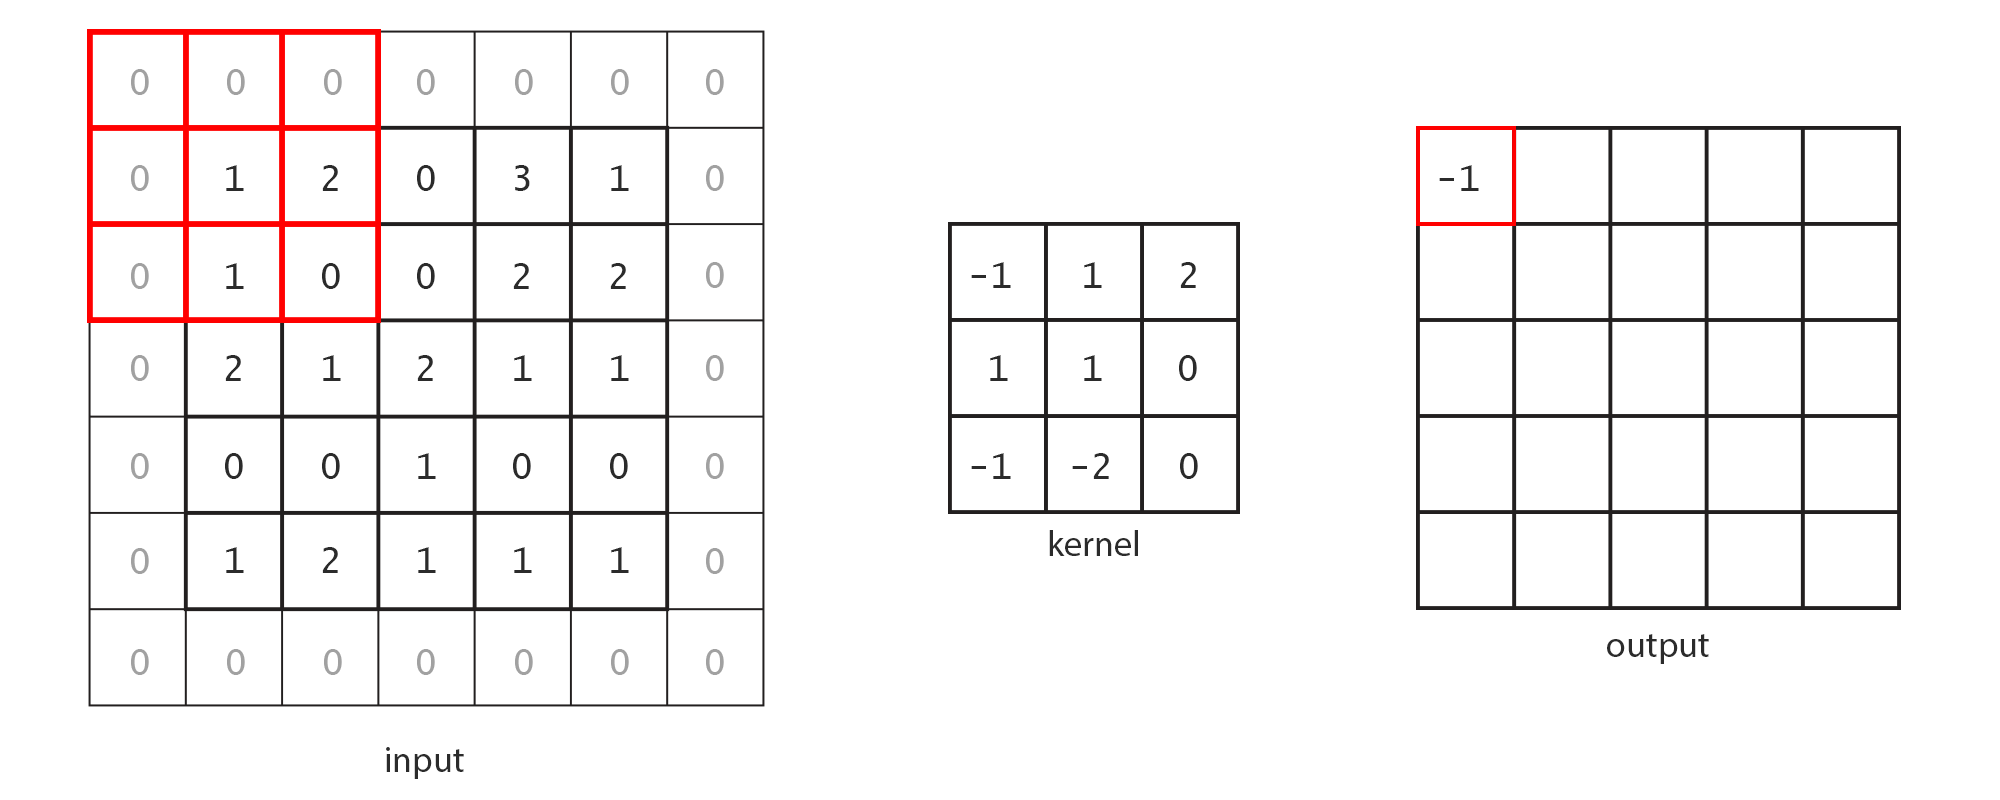 0 0 0 0 0 0 0
0 1 2 0 3 1 0
0 1 0 0 2 2 0
0 2 1 2 1 1 0
0 0 0 1 0 0 0
0 1 2 1 1 1 0
0 0 0 0 0 0 0
input
-1 1 2
1 1 0
-1 -2 0
kernel
-1
output